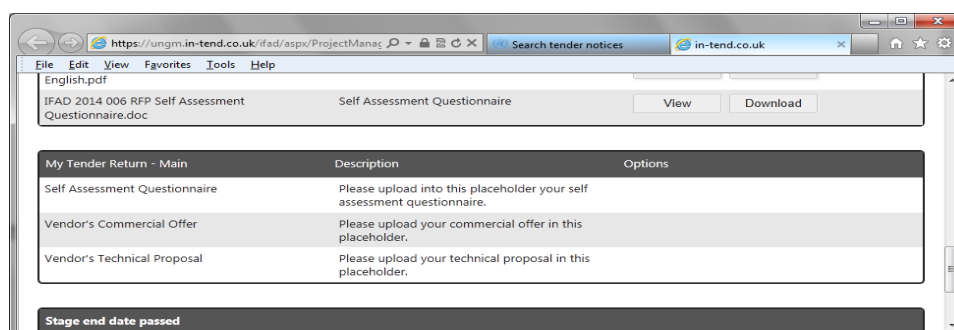 https://ungm.in-tend.co.uk/ifad/aspx/ProjectManag
Search tender notices
in-tend.co.uk
File Edit View Favorites Tools Help
English.pdf
IFAD 2014 006 RFP Self Assessment Self Assessment Questionnaire View Download
Questionnaire.doc
My Tender Return - Main Description Options
Self Assessment Questionnaire Please upload into this placeholder your self
assessment questionnaire.
Vendor's Commercial Offer Please upload your commercial offer in this
placeholder.
Vendor's Technical Proposal Please upload your technical proposal in this
placeholder.
Stage end date passed